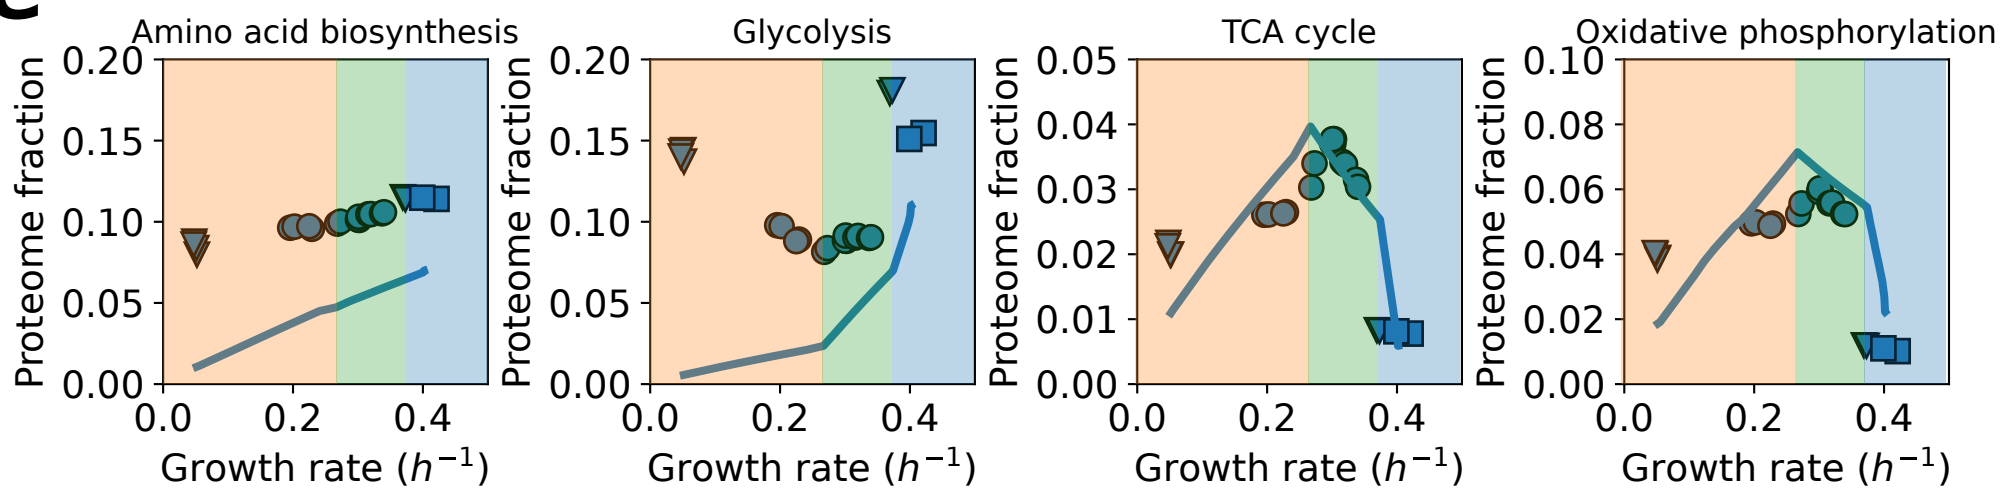 C
Amino acid biosynthesis
Proteome fraction
0.20
0.15
0.10
0.05
0.00
0.0 0.2 0.4
Growth rate (h⁻¹)
Glycolysis
Proteome fraction
0.20
0.15
0.10
0.05
0.00
0.0 0.2 0.4
Growth rate (h⁻¹)
TCA cycle
Proteome fraction
0.05
0.04
0.03
0.02
0.01
0.00
0.0 0.2 0.4
Growth rate (h⁻¹)
Oxidative phosphorylation
Proteome fraction
0.10
0.08
0.06
0.04
0.02
0.00
0.0 0.2 0.4
Growth rate (h⁻¹)